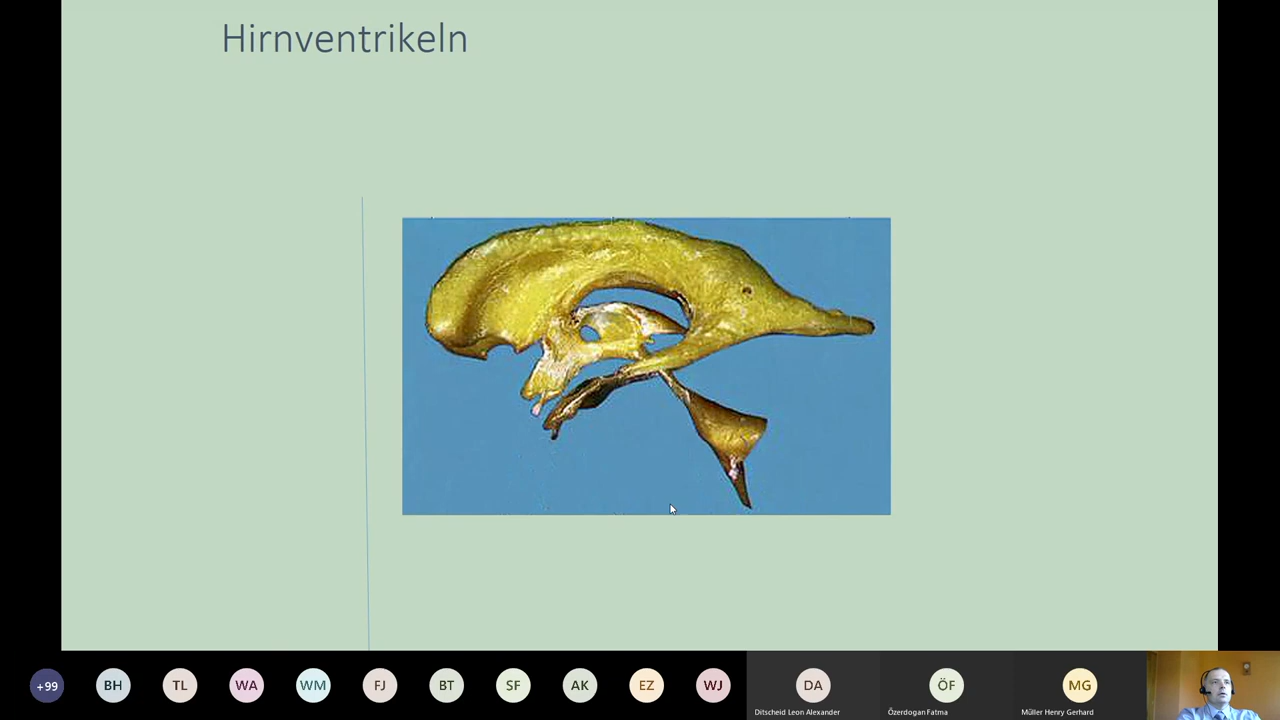 Hirnventrikeln
+99
BH
TL
WA
WM
FJ
BT
SF
AK
EZ
WJ
DA
ÖF
MG
Ditscheid Leon Alexander
Özerdogan Fatma
Müller Henry Gerhard